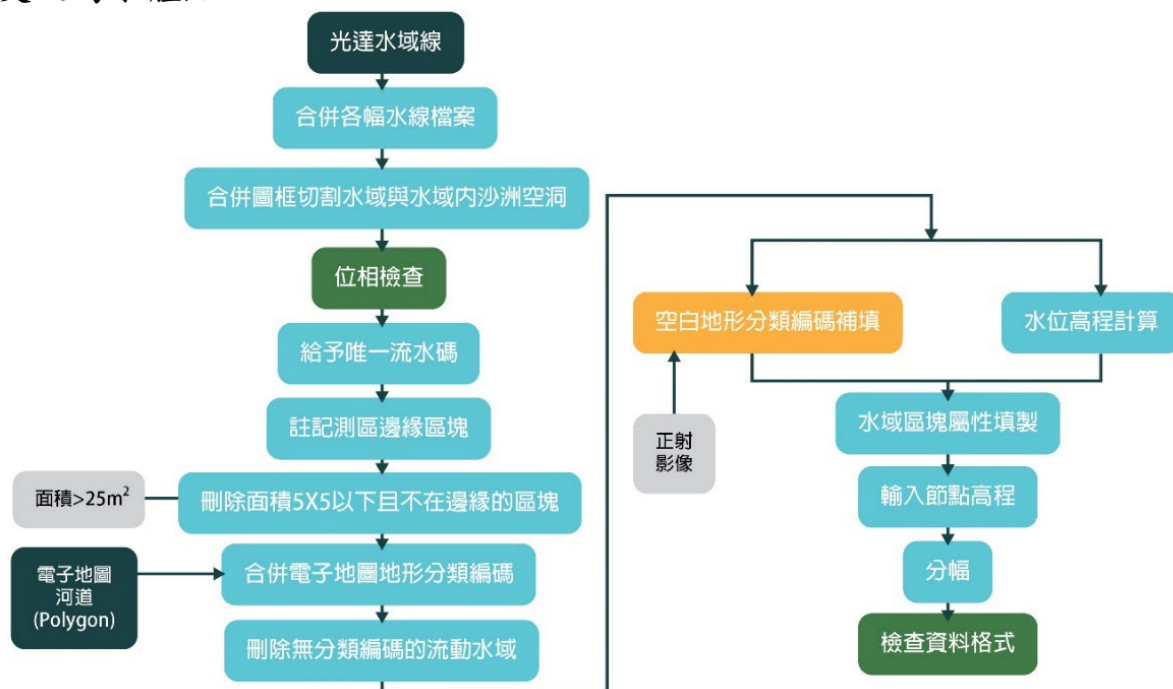 光達水域線
合併各幅水線檔案
合併圖框切割水域與水域內沙洲空洞
位相檢查
給予唯一流水碼
註記測區邊緣區塊
面積>25m²
刪除面積5X5以下且不在邊緣的區塊
電子地圖
河道
(Polygon)
合併電子地圖地形分類編碼
刪除無分類編碼的流動水域
空白地形分類編碼補填
水位高程計算
正射
影像
水域區塊屬性填製
輸入節點高程
分幅
檢查資料格式